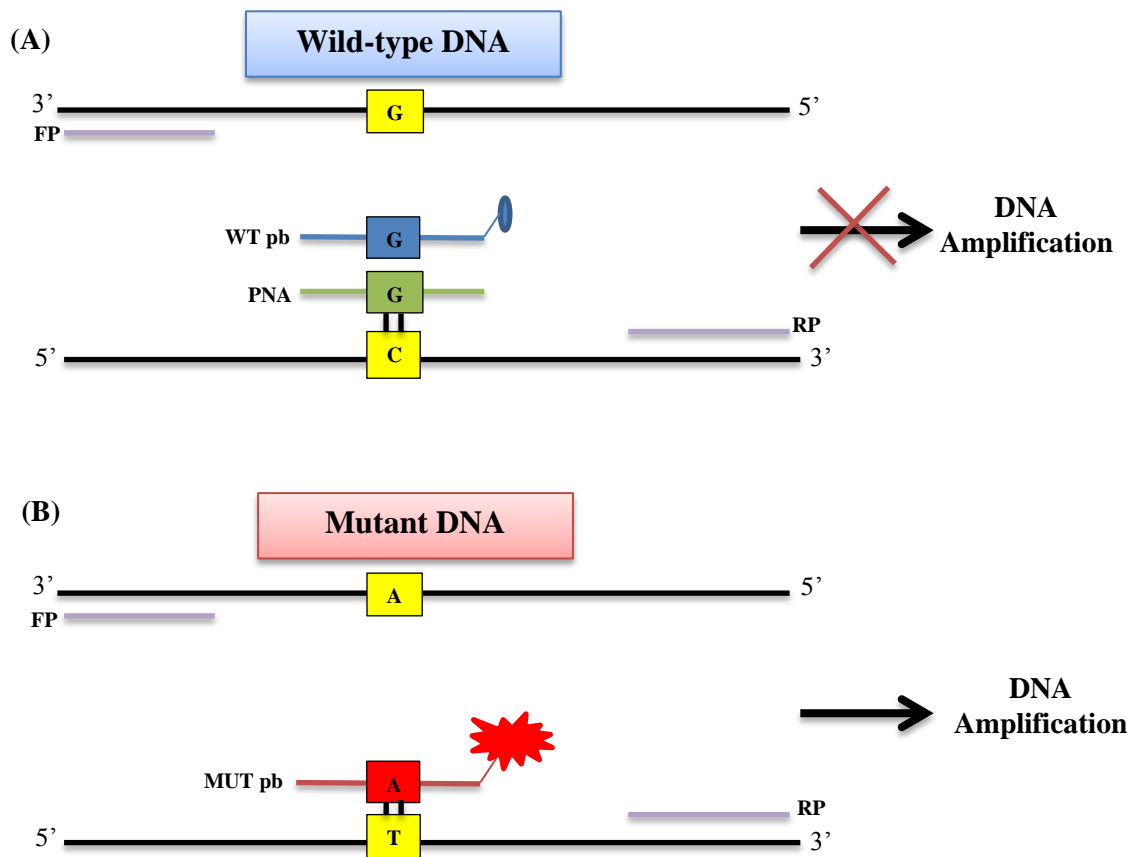 (A)
Wild-type DNA
3’
G
5’
FP
WT pb
G
DNA
Amplification
PNA
G
RP
5’
C
3’
(B)
Mutant DNA
3’
A
5’
FP
DNA
Amplification
MUT pb
A
RP
5’
T
3’